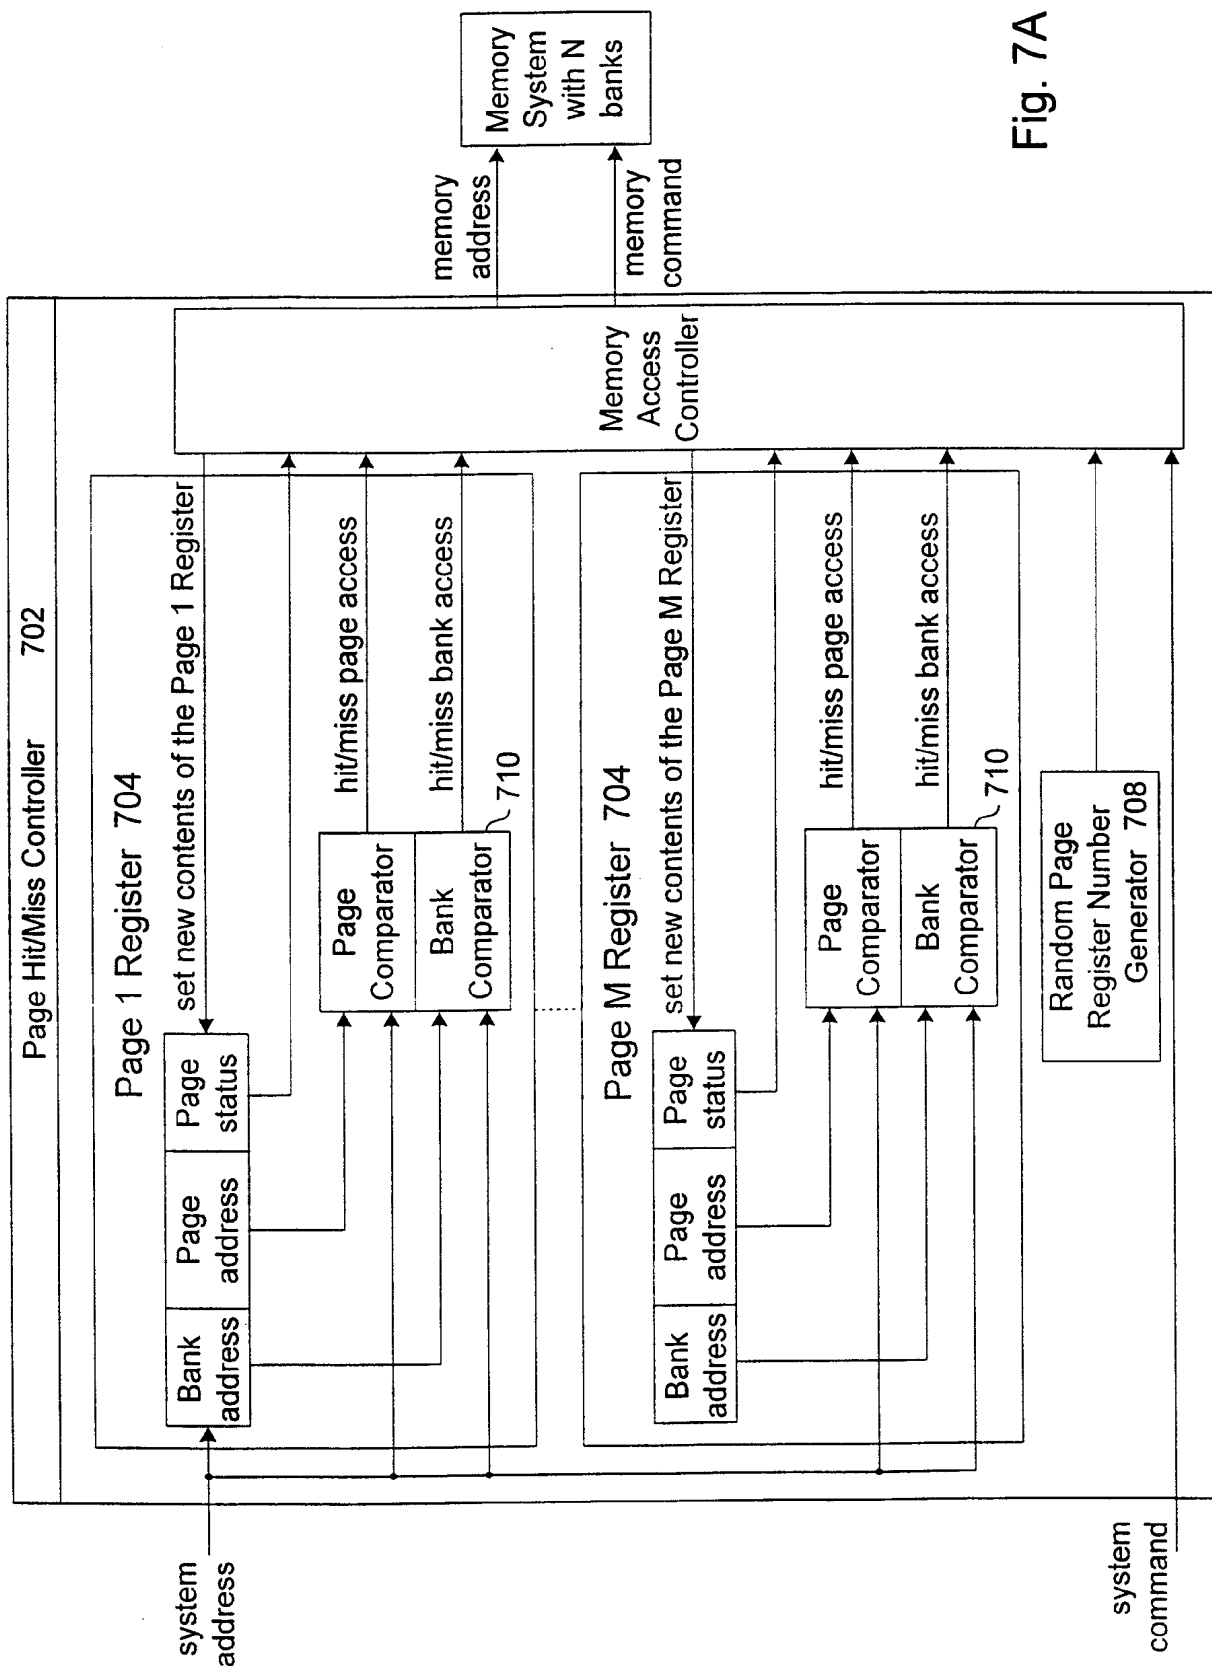 Page Hit/Miss Controller 702
system
address
Page 1 Register 704
Bank
address
Page
address
Page
status
set new contents of the Page 1 Register
Page
Comparator
Bank
Comparator
710
hit/miss page access
hit/miss bank access
Page M Register 704
Bank
address
Page
address
Page
status
set new contents of the Page M Register
Page
Comparator
Bank
Comparator
710
hit/miss page access
hit/miss bank access
Random Page
Register Number
Generator 708
system
command
Memory
Access
Controller
memory
address
memory
command
Memory
System
with N
banks
Fig. 7A